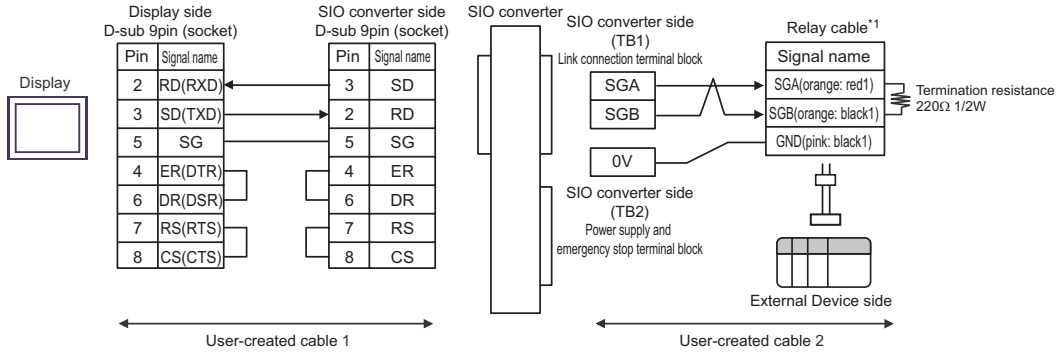 Display
Display side
D-sub 9pin (socket)
Pin Signal name
2 RD(RXD)
3 SD(TXD)
5 SG
4 ER(DTR)
6 DR(DSR)
7 RS(RTS)
8 CS(CTS)
SIO converter side
D-sub 9pin (socket)
Pin Signal name
3 SD
2 RD
5 SG
4 ER
6 DR
7 RS
8 CS
User-created cable 1
SIO converter
SIO converter side
(TB1)
Link connection terminal block
SGA
SGB
0V
SIO converter side
(TB2)
Power supply and
emergency stop terminal block
Relay cable*1
Signal name
SGA(orange: red1)
SGB(orange: black1)
GND(pink: black1)
Termination resistance
220Ω 1/2W
External Device side
User-created cable 2